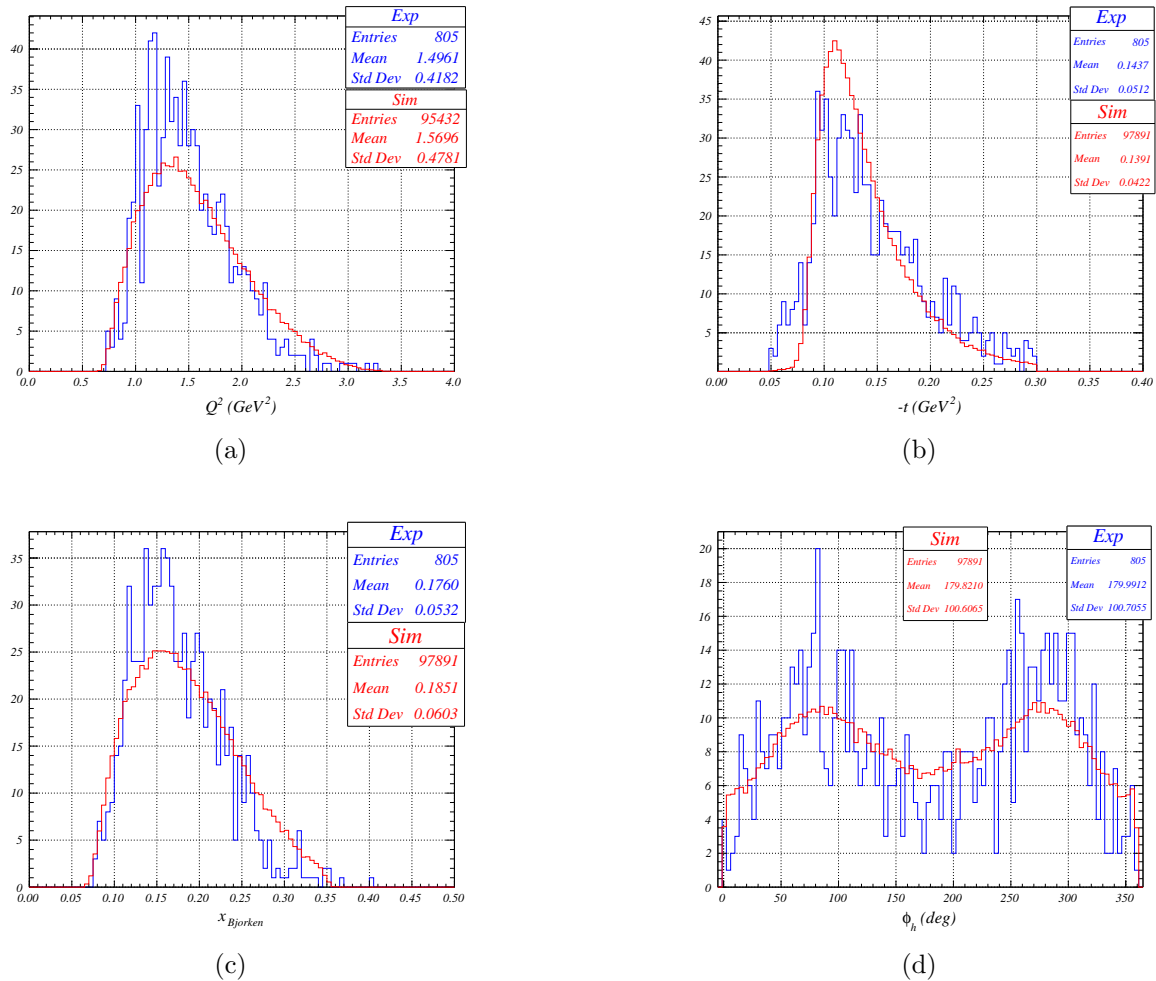 Exp
Entries 805
Mean 1.4961
Std Dev 0.4182
Sim
Entries 95432
Mean 1.5696
Std Dev 0.4781
40
35
30
25
20
15
10
5
0
0.0 0.5 1.0 1.5 2.0 2.5 3.0 3.5 4.0
Q² (GeV²)
(a)
Exp
Entries 805
Mean 0.1437
Std Dev 0.0512
Sim
Entries 97891
Mean 0.1391
Std Dev 0.0422
45
40
35
30
25
20
15
10
5
0.00 0.05 0.10 0.15 0.20 0.25 0.30 0.40
-t (GeV²)
(b)
Exp
Entries 805
Mean 0.1760
Std Dev 0.0532
Sim
Entries 97891
Mean 0.1851
Std Dev 0.0603
35
30
25
20
15
10
5
0
0.00 0.05 0.10 0.15 0.20 0.25 0.30 0.35 0.40 0.45 0.50
x Bjorken
(c)
Sim
Entries 97891
Mean 179.8210
Std Dev 100.6065
Exp
Entries 805
Mean 179.9912
Std Dev 100.7055
20
18
16
14
12
10
8
6
4
2
0
0 50 100 150 200 250 300 350
ϕh (deg)
(d)